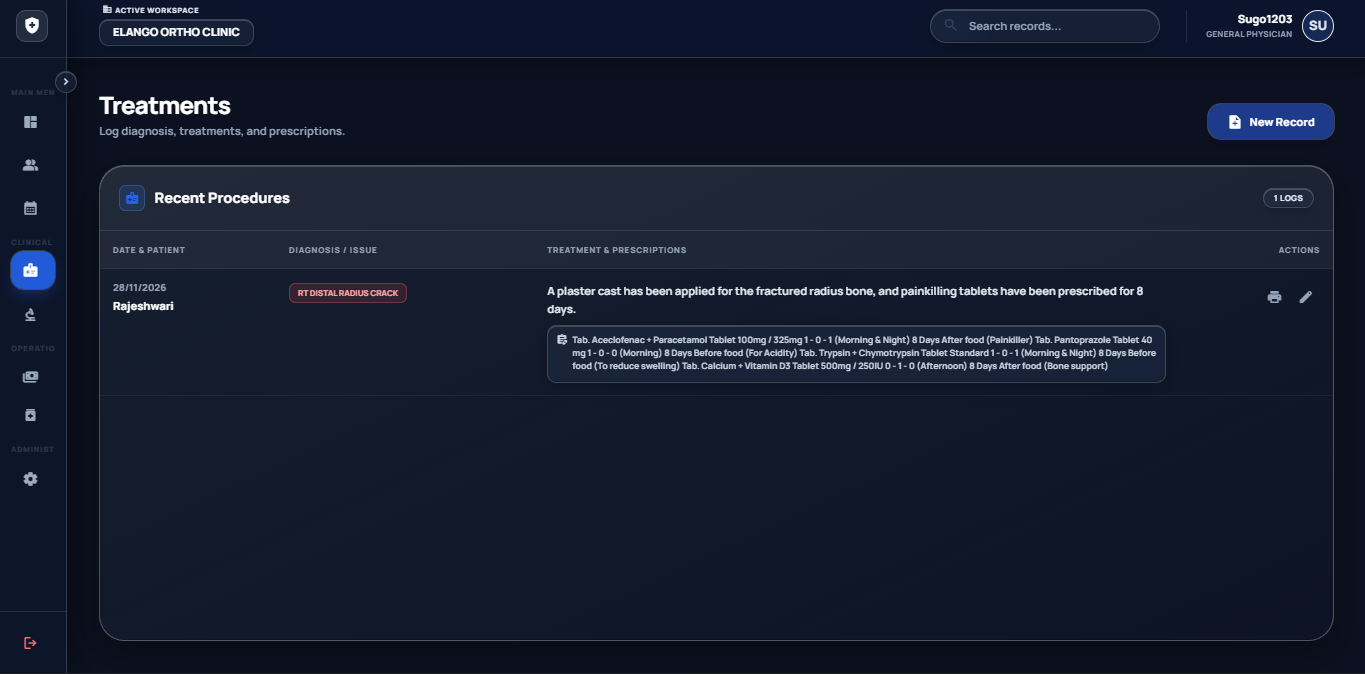 ACTIVE WORKSPACE
ELANGO ORTHO CLINIC
Search records...
Sugo1203
GENERAL PHYSICIAN
SU
MAIN MEN
CLINICAL
OPERATIO
ADMINIST
Treatments
Log diagnosis, treatments, and prescriptions.
New Record
Recent Procedures
1 LOGS
DATE & PATIENT DIAGNOSIS / ISSUE TREATMENT & PRESCRIPTIONS ACTIONS
28/11/2026
Rajeshwari
RT DISTAL RADIUS CRACK
A plaster cast has been applied for the fractured radius bone, and painkilling tablets have been prescribed for 8
days.
Tab. Aceclofenac + Paracetamol Tablet 100mg / 325mg 1 - 0 - 1 (Morning & Night) 8 Days After food (Painkiller) Tab. Pantoprazole Tablet 40
mg 1 - 0 - 0 (Morning) 8 Days Before food (For Acidity) Tab. Trypsin + Chymotrypsin Tablet Standard 1 - 0 - 1 (Morning & Night) 8 Days Before
food (To reduce swelling) Tab. Calcium + Vitamin D3 Tablet 500mg / 250IU 0 - 1 - 0 (Afternoon) 8 Days After food (Bone support)